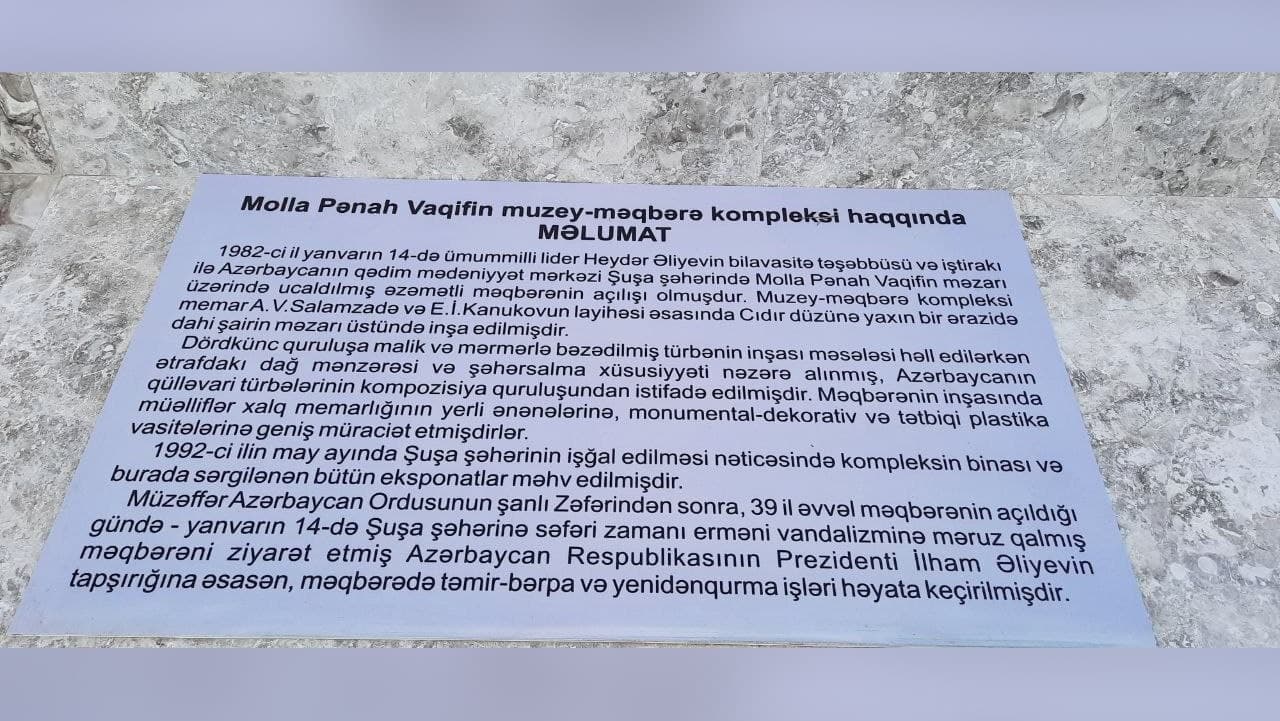 Molla Pənah Vaqifin muzey-məqbərə kompleksi haqqında
MƏLUMAT
1982-ci il yanvarın 14-də ümummilli lider Heydər Əliyevin bilavasitə təşəbbüsü və iştirakı
ilə Azərbaycanın qədim mədəniyyət mərkəzi Şuşa şəhərində Molla Pənah Vaqifin məzarı
üzərində ucaldılmış əzəmətli məqbərənin açılışı olmuşdur. Muzey-məqbərə kompleksi
memar A.V.Salamzadə və E.İ.Kanukovun layihəsi əsasında Cıdır düzünə yaxın bir ərazidə
dahi şairin məzarı üstündə inşa edilmişdir.
Dördkünc quruluşa malik və mərmərlə bəzədilmiş türbənin inşası məsələsi həll edilərkən
ətrafdakı dağ mənzərəsi və şəhərsalma xüsusiyyəti nəzərə alınmış, Azərbaycanın
qülləvari türbələrinin kompozisiya quruluşundan istifadə edilmişdir. Məqbərənin inşasında
müəlliflər xalq memarlığının yerli ənənələrinə, monumental-dekorativ və tətbiqi plastika
vasitələrinə geniş müraciət etmişdirlər.
1992-ci ilin may ayında Şuşa şəhərinin işğal edilməsi nəticəsində kompleksin binası və
burada sərgilənən bütün eksponatlar məhv edilmişdir.
Müzəffər Azərbaycan Ordusunun şanlı Zəfərindən sonra, 39 il əvvəl məqbərənin açıldığı
gündə - yanvarın 14-də Şuşa şəhərinə səfəri zamanı erməni vandalizminə məruz qalmış
məqbərəni ziyarət etmiş Azərbaycan Respublikasının Prezidenti İlham Əliyevin
tapşırığına əsasən, məqbərədə təmir-bərpa və yenidənqurma işləri həyata keçirilmişdir.